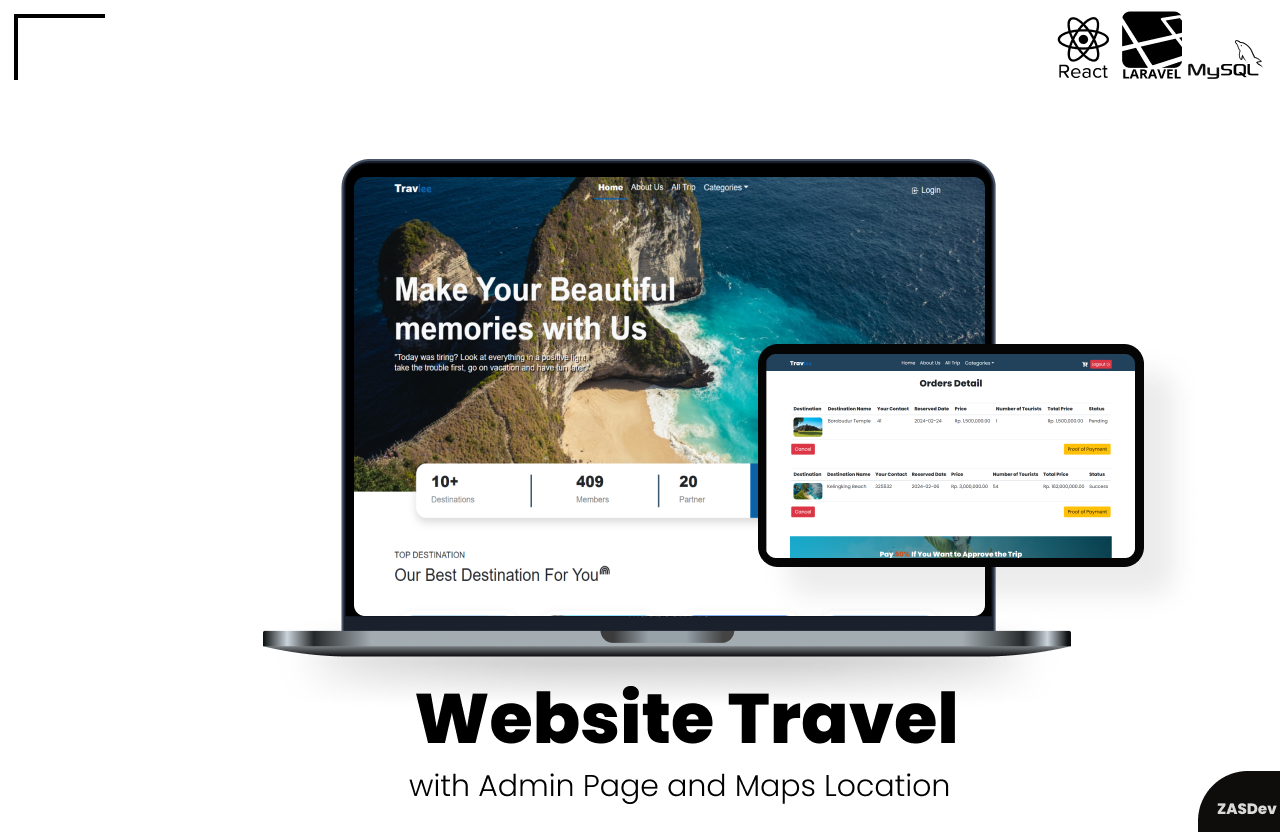 React
LARAVEL
MySQL
Travlee
Home About Us All Trip Categories
Login
Make Your Beautiful
memories with Us
"Today was tiring? Look at everything in a positive light,
take the trouble first, go on vacation and have fun later"
10+ 409 20
Destinations Members Partner
TOP DESTINATION
Our Best Destination For You
Home About Us All Trip Categories
Logout
Orders Detail
Destination Destination Name Your Contact Reserved Date Price Number of Tourists Total Price Status
Borobudur Temple 41 2024-02-24 Rp. 1,500,000.00 1 Rp. 1,500,000.00 Pending
Cancel Proof of Payment
Destination Destination Name Your Contact Reserved Date Price Number of Tourists Total Price Status
Kelingking Beach 325532 2024-03-06 Rp. 3,000,000.00 54 Rp. 162,000,000.00 Success
Cancel Proof of Payment
Pay 50% If You Want to Approve the Trip
Website Travel
with Admin Page and Maps Location
ZASDev